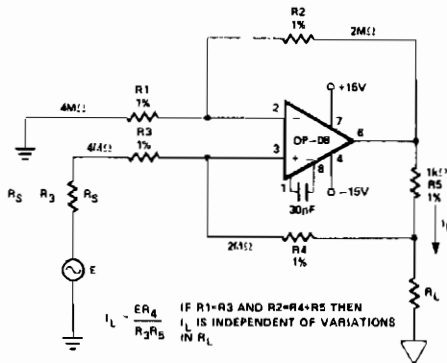 R2
1%
2MΩ
4MΩ
R1
1%
R3
1%
4MΩ
+15V
2
7
OP-08
6
3
4
1
8
30pF
-15V
1kΩ
R5
1%
2MΩ
R4
1%
RS
R3
RS
E
RL
IL = ER4 / R3R5
IF R1=R3 AND R2=R4+R5 THEN
IL IS INDEPENDENT OF VARIATIONS
IN RL